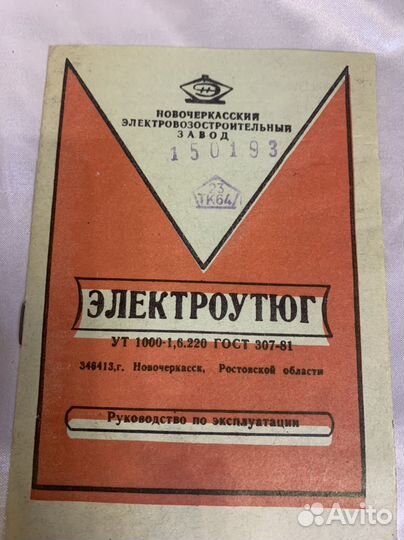 НОВОЧЕРКАССКИЙ
ЭЛЕКТРОВОЗОСТРОИТЕЛЬНЫЙ
ЗАВОД
150193
23
ТК64
ЭЛЕКТРОУТЮГ
УТ 1000-1,6.220 ГОСТ 307-81
346413,г. Новочеркасск, Ростовской области
Руководство по эксплуатации
Avito